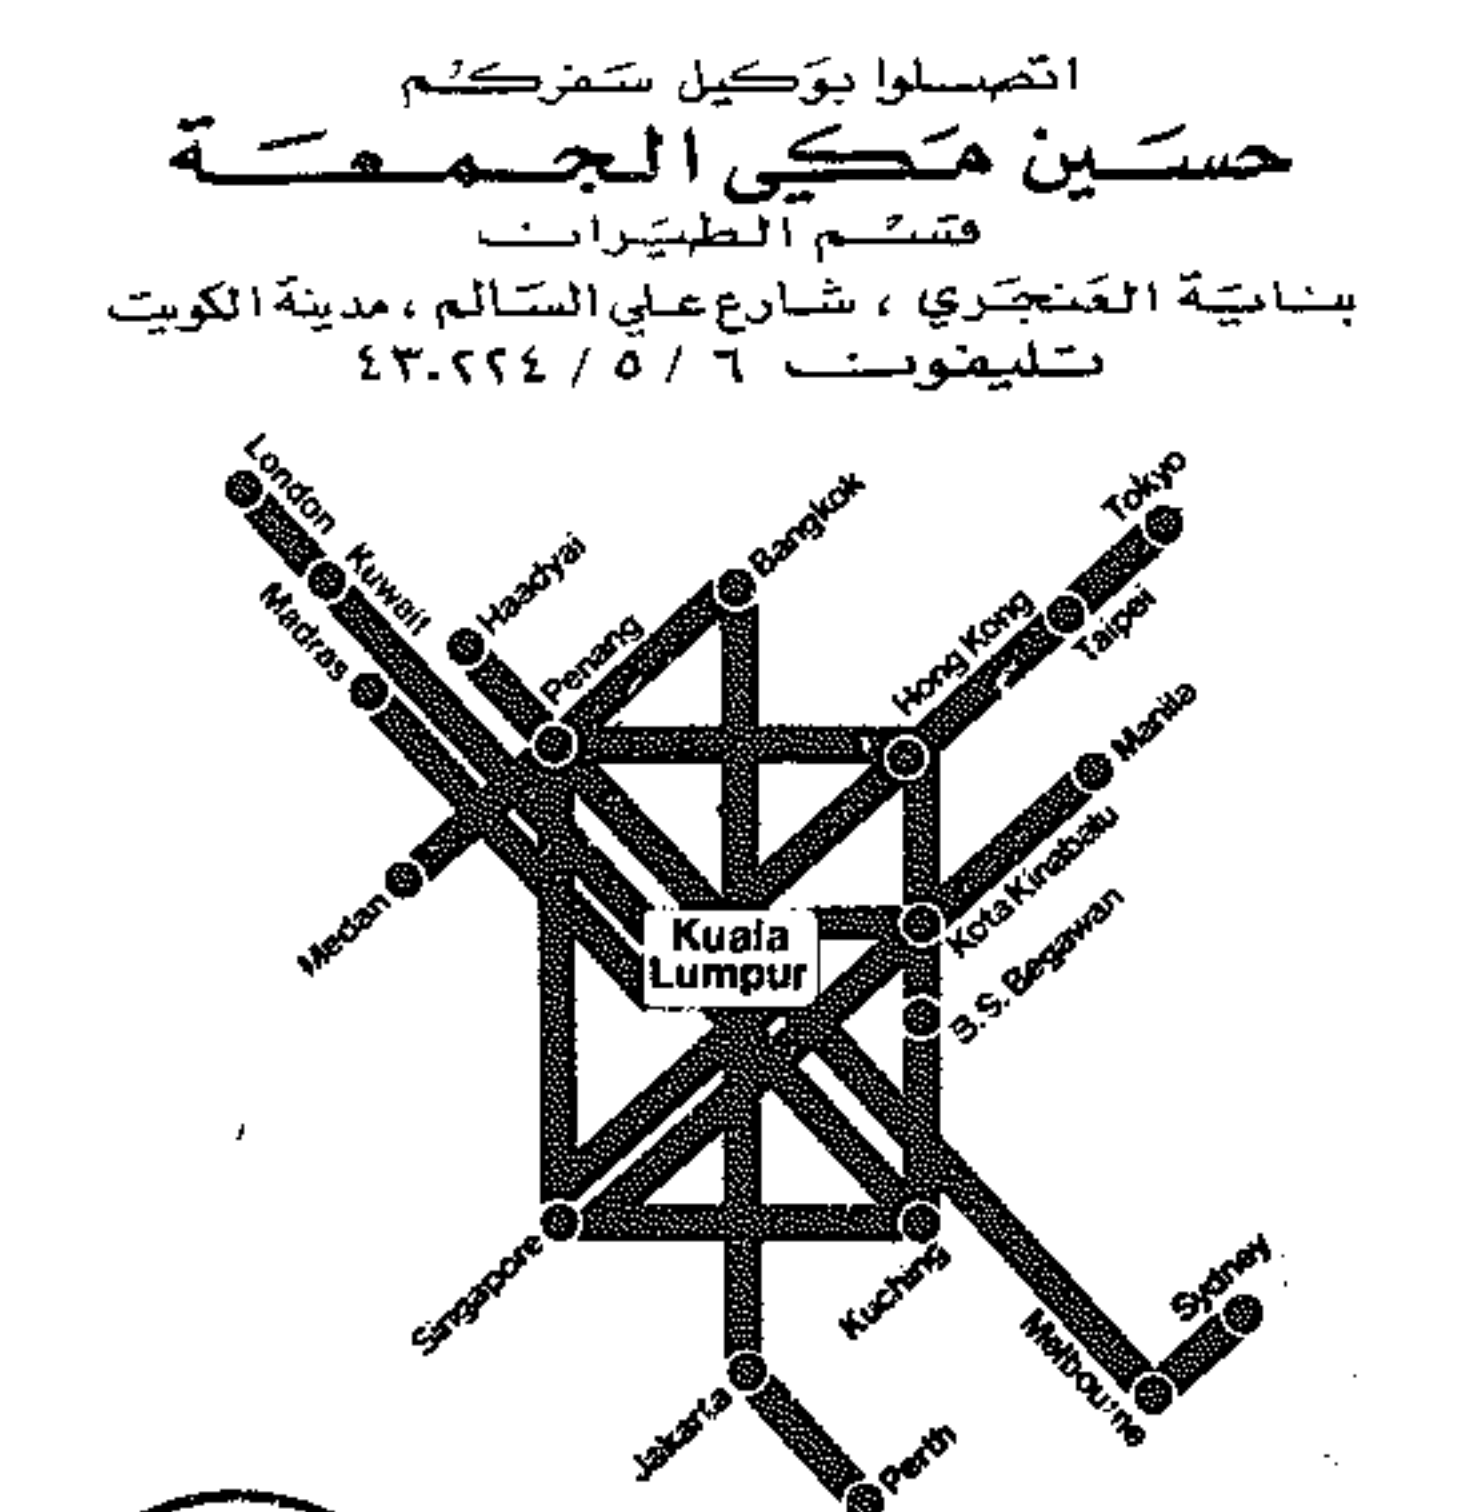 اتصلوا بوكيل سفركم
حسين مكي الجمعة
قسم الطيران
بناية العنجري ، شارع علي السالم ، مدينة الكويت
تليفون ٦ / ٥ / ٤٣٠٢٢٤
London
Kuwait
Madras
Haadyai
Penang
Bangkok
Tokyo
Taipei
Hong Kong
Manila
Medan
Kota Kinabalu
B.S. Begawan
Kuala
Lumpur
Singapore
Kuching
Sydney
Melbourne
Jakarta
Perth